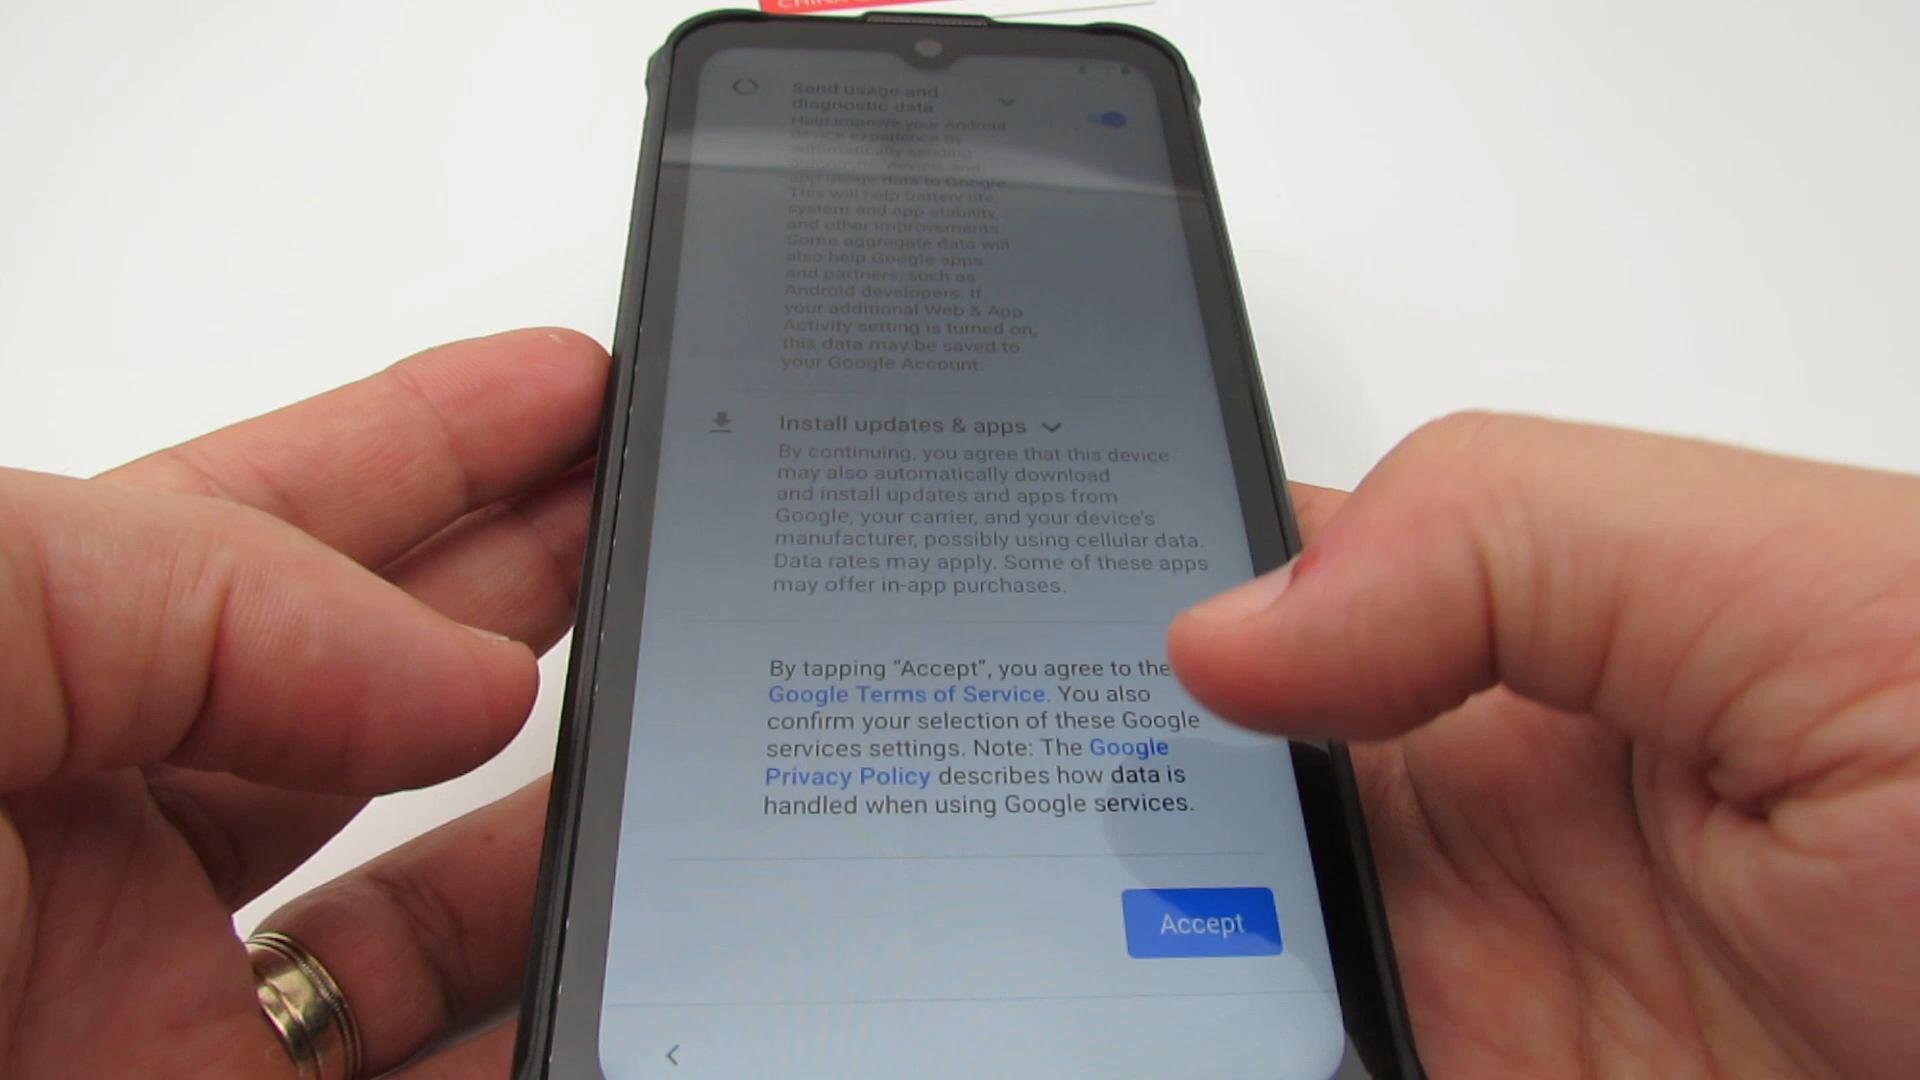 Send usage and
diagnostic data
Help improve your Android
device experience by
automatically sending
diagnostic, device, and
app usage data to Google.
This will help battery life,
system and app stability,
and other improvements.
Some aggregate data will
also help Google apps
and partners, such as
Android developers. If
your additional Web & App
Activity setting is turned on,
this data may be saved to
your Google Account.
Install updates & apps
By continuing, you agree that this device
may also automatically download
and install updates and apps from
Google, your carrier, and your device's
manufacturer, possibly using cellular data.
Data rates may apply. Some of these apps
may offer in-app purchases.
By tapping “Accept”, you agree to the
Google Terms of Service. You also
confirm your selection of these Google
services settings. Note: The Google
Privacy Policy describes how data is
handled when using Google services.
Accept